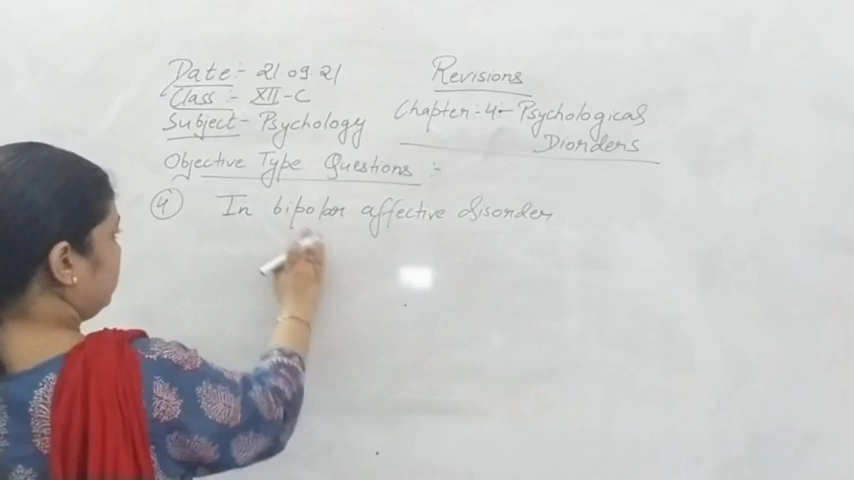 Date:- 21.09.21
Revisions
Class:- XII-C
Chapter:-4:- Psychological
Diorders
Subject- Psychology
Objective Type Questions:-
4 In bipolar affective disorder